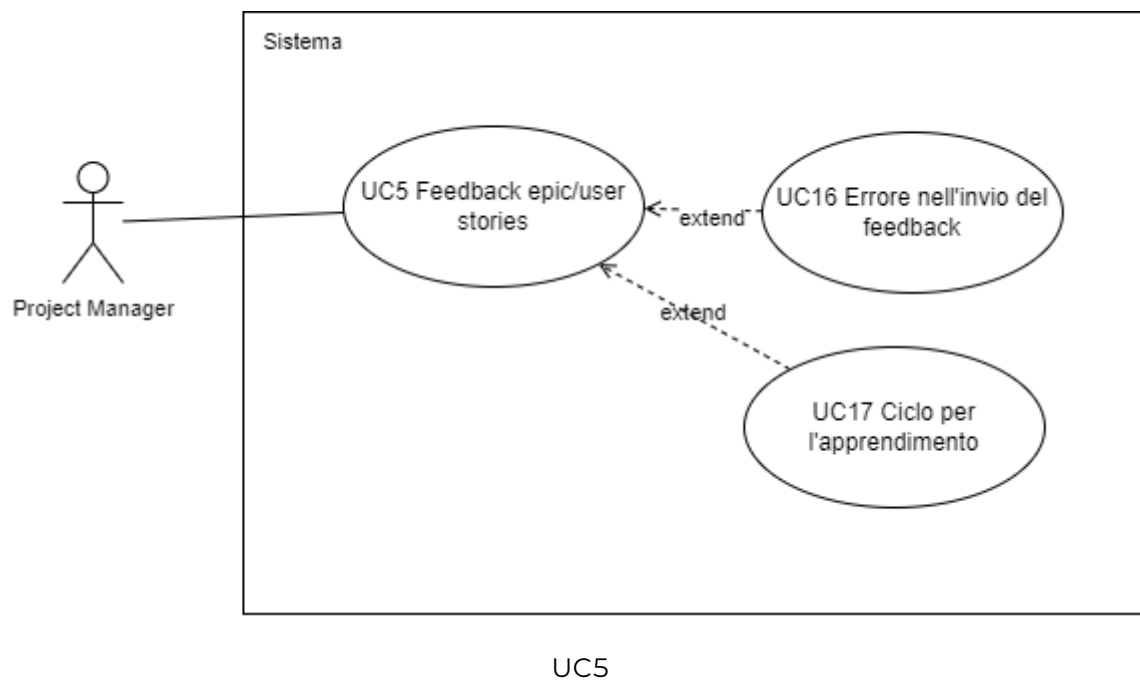 Sistema
UC5 Feedback epic/user
stories
extend
UC16 Errore nell'invio del
feedback
Project Manager
extend
UC17 Ciclo per
l'apprendimento
UC5